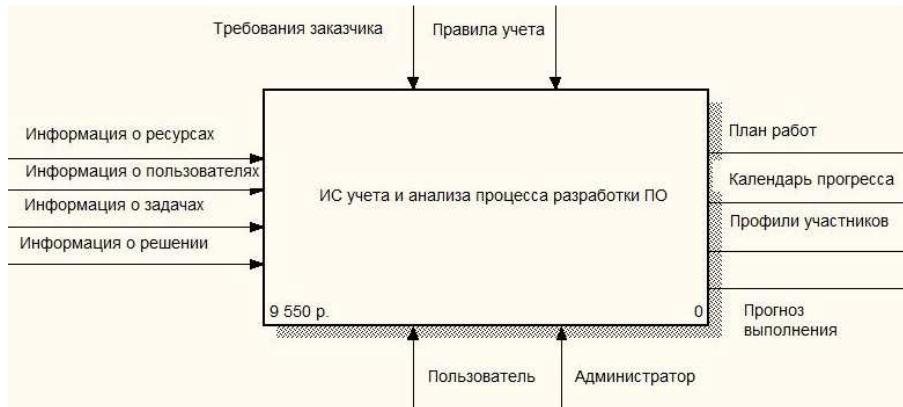 Требования заказчика
Правила учета
Информация о ресурсах
Информация о пользователях
Информация о задачах
Информация о решении
ИС учета и анализа процесса разработки ПО
9 550 р.
0
План работ
Календарь прогресса
Профили участников
Прогноз
выполнения
Пользователь
Администратор